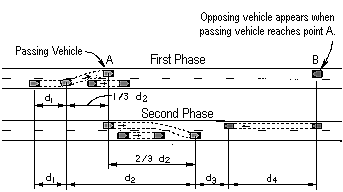 Opposing vehicle appears when
passing vehicle reaches point A.
Passing Vehicle
A
First Phase
B
d1
1/3 d2
Second Phase
2/3 d2
d1
d2
d3
d4